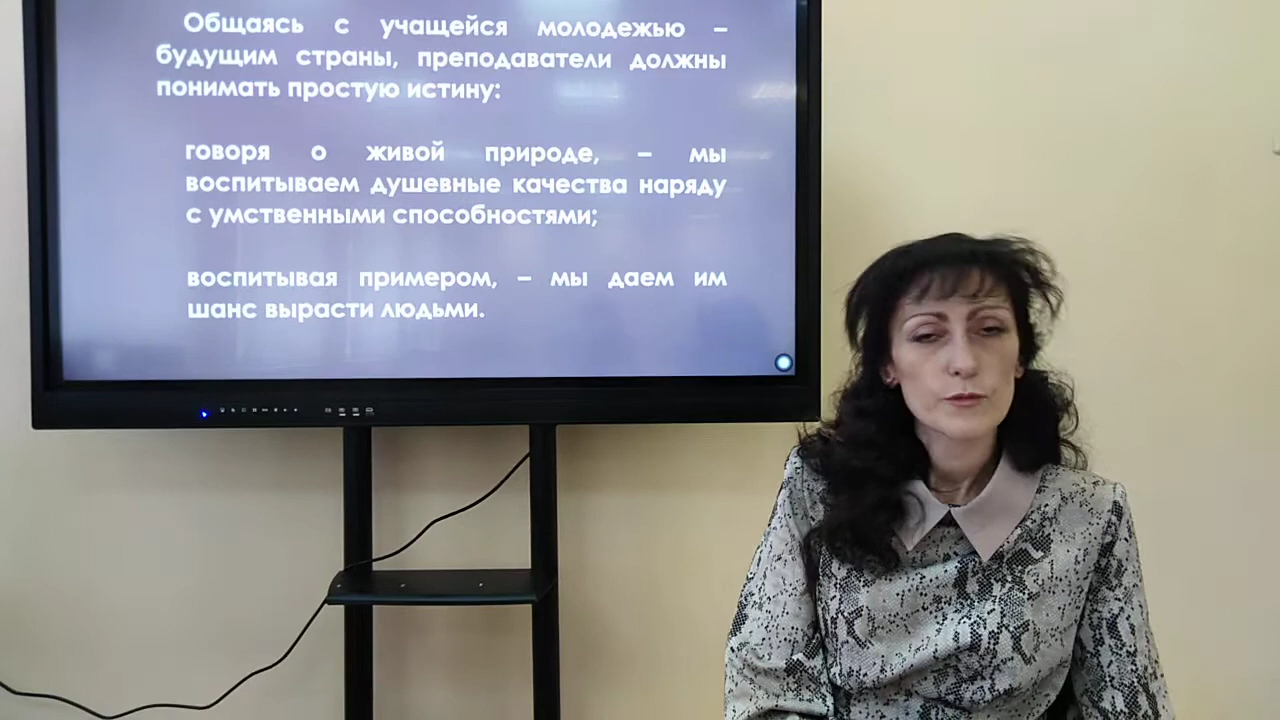 Общаясь с учащейся молодежью –
будущим страны, преподаватели должны
понимать простую истину:
говоря о живой природе, – мы
воспитываем душевные качества наряду
с умственными способностями;
воспитывая примером, – мы даем им
шанс вырасти людьми.